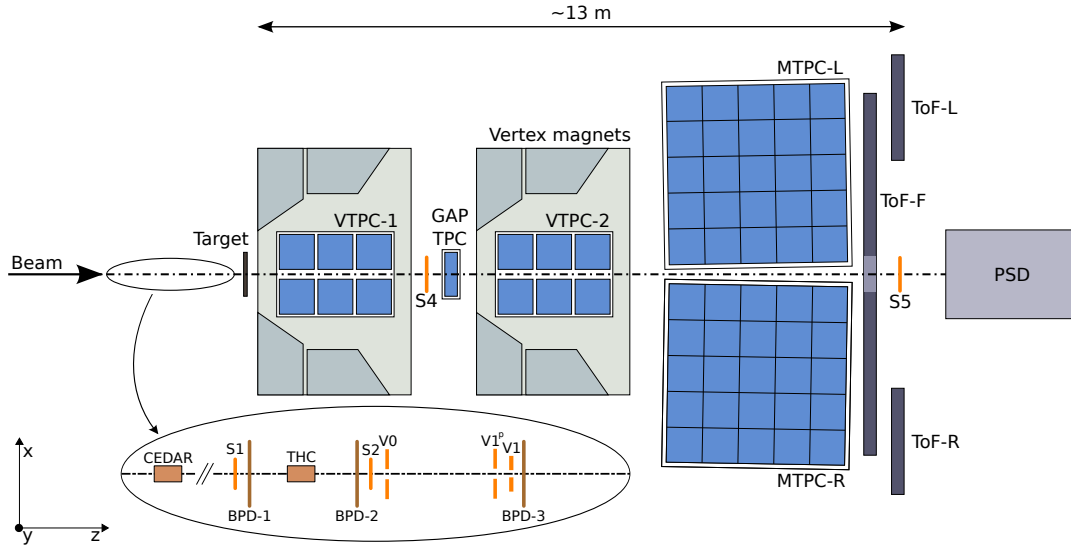 ~13 m
MTPC-L
ToF-L
Vertex magnets
ToF-F
VTPC-1
GAP
TPC
VTPC-2
Target
Beam
PSD
S4
S5
ToF-R
MTPC-R
x
y
z
CEDAR
S1
BPD-1
THC
BPD-2
S2
V0
V1ᵖ
V1
BPD-3